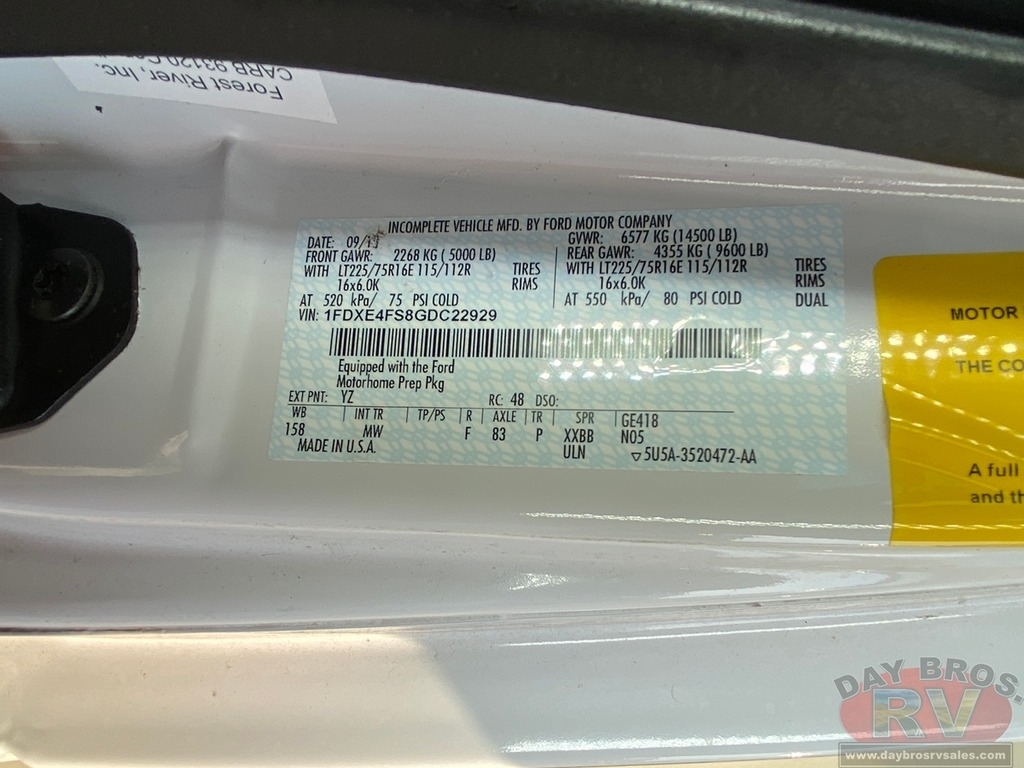 Forest River, Inc.
CARB 93120
INCOMPLETE VEHICLE MFD. BY FORD MOTOR COMPANY
DATE: GVWR: 6577 KG (14500 LB)
FRONT GAWR: 2268 KG ( 5000 LB) REAR GAWR: 4355 KG ( 9600 LB)
WITH LT225/75R16E 115/112R TIRES WITH LT225/75R16E 115/112R TIRES
16x6.0K RIMS 16x6.0K RIMS
AT 520 kPa/ 75 PSI COLD AT 550 kPa/ 80 PSI COLD DUAL
VIN: 1FDXE4FS8GDC22929
Equipped with the Ford
Motorhome Prep Pkg
EXT PNT: YZ RC: 48 DSO:
WB INT TR TP/PS R AXLE TR SPR GE418
158 MW F 83 P XXBB N05
MADE IN U.S.A. ULN ▽5U5A-3520472-AA
MOTOR
THE CO
A full
and th
DAY BROS.
RV
www.daybrosrvsales.com